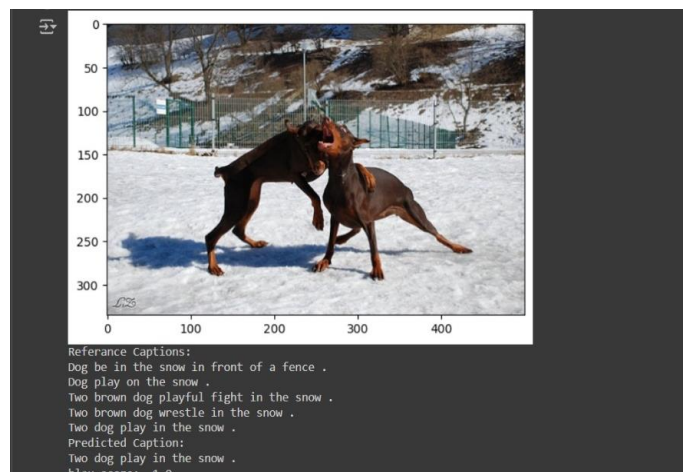 0
50
100
150
200
250
300
0 100 200 300 400
Referance Captions:
Dog be in the snow in front of a fence .
Dog play on the snow .
Two brown dog playful fight in the snow .
Two brown dog wrestle in the snow .
Two dog play in the snow .
Predicted Caption:
Two dog play in the snow .